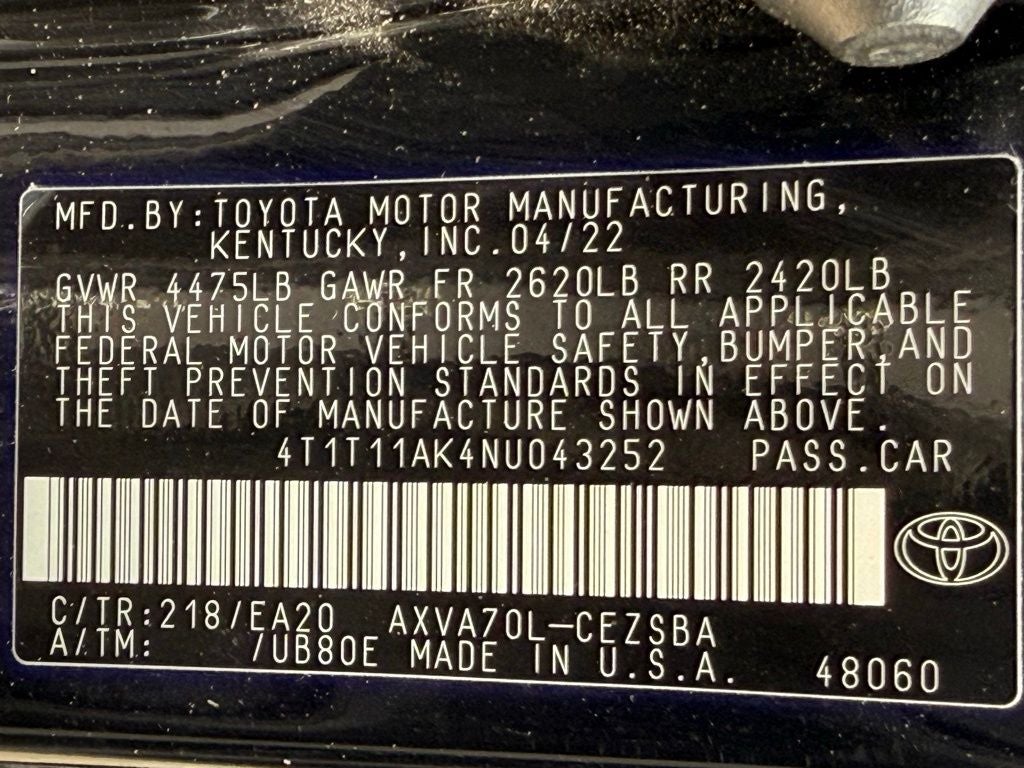 MFD.BY:TOYOTA MOTOR MANUFACTURING,
KENTUCKY,INC.04/22
GVWR 4475LB GAWR FR 2620LB RR 2420LB
THIS VEHICLE CONFORMS TO ALL APPLICABLE
FEDERAL MOTOR VEHICLE SAFETY,BUMPER,AND
THEFT PREVENTION STANDARDS IN EFFECT ON
THE DATE OF MANUFACTURE SHOWN ABOVE.
4T1T11AK4NU043252 PASS.CAR
C/TR:218/EA20 AXVA70L-CEZSBA
A/TM: /UB80E MADE IN U.S.A. 48060